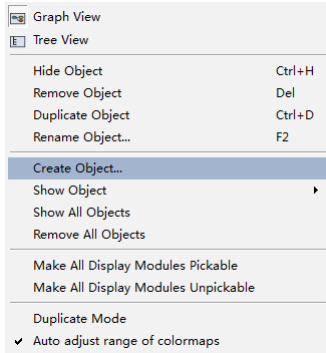 Graph View
Tree View
Hide Object Ctrl+H
Remove Object Del
Duplicate Object Ctrl+D
Rename Object... F2
Create Object...
Show Object
Show All Objects
Remove All Objects
Make All Display Modules Pickable
Make All Display Modules Unpickable
Duplicate Mode
Auto adjust range of colormaps